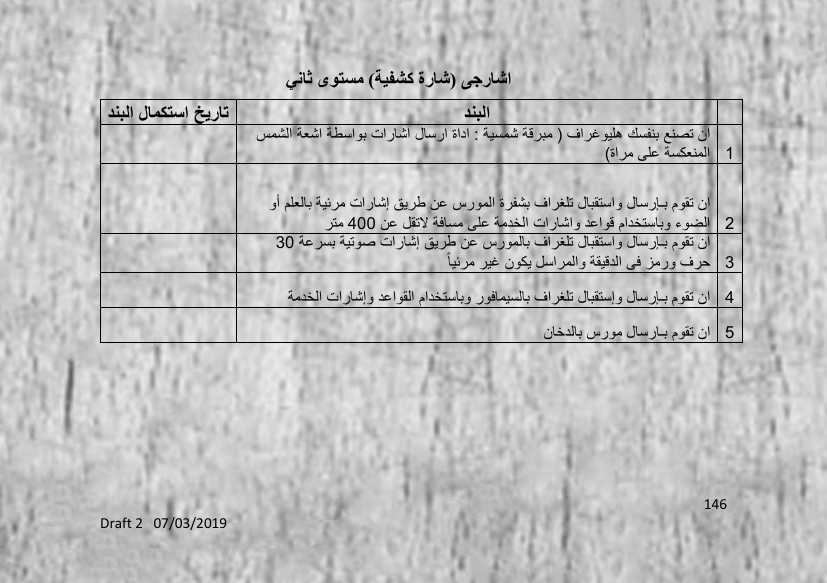 اشارجى (شارة كشفية) مستوى ثاني
البند
تاريخ استكمال البند
1
ان تصنع بنفسك هليوغراف ( مبرقة شمسية : اداة ارسال اشارات بواسطة اشعة الشمس
المنعكسة على مراة)
2
ان تقوم بـإرسال واستقبال تلغراف بشفرة المورس عن طريق إشارات مرئية بالعلم أو
الضوء وباستخدام قواعد واشارات الخدمة على مسافة لاتقل عن 400 متر
3
ان تقوم بـإرسال واستقبال تلغراف بالمورس عن طريق إشارات صوتية بسرعة 30
حرف ورمز فى الدقيقة والمراسل يكون غير مرئياً
4
ان تقوم بـإرسال وإستقبال تلغراف بالسيمافور وباستخدام القواعد وإشارات الخدمة
5
ان تقوم بـارسال مورس بالدخان
146
Draft 2 07/03/2019